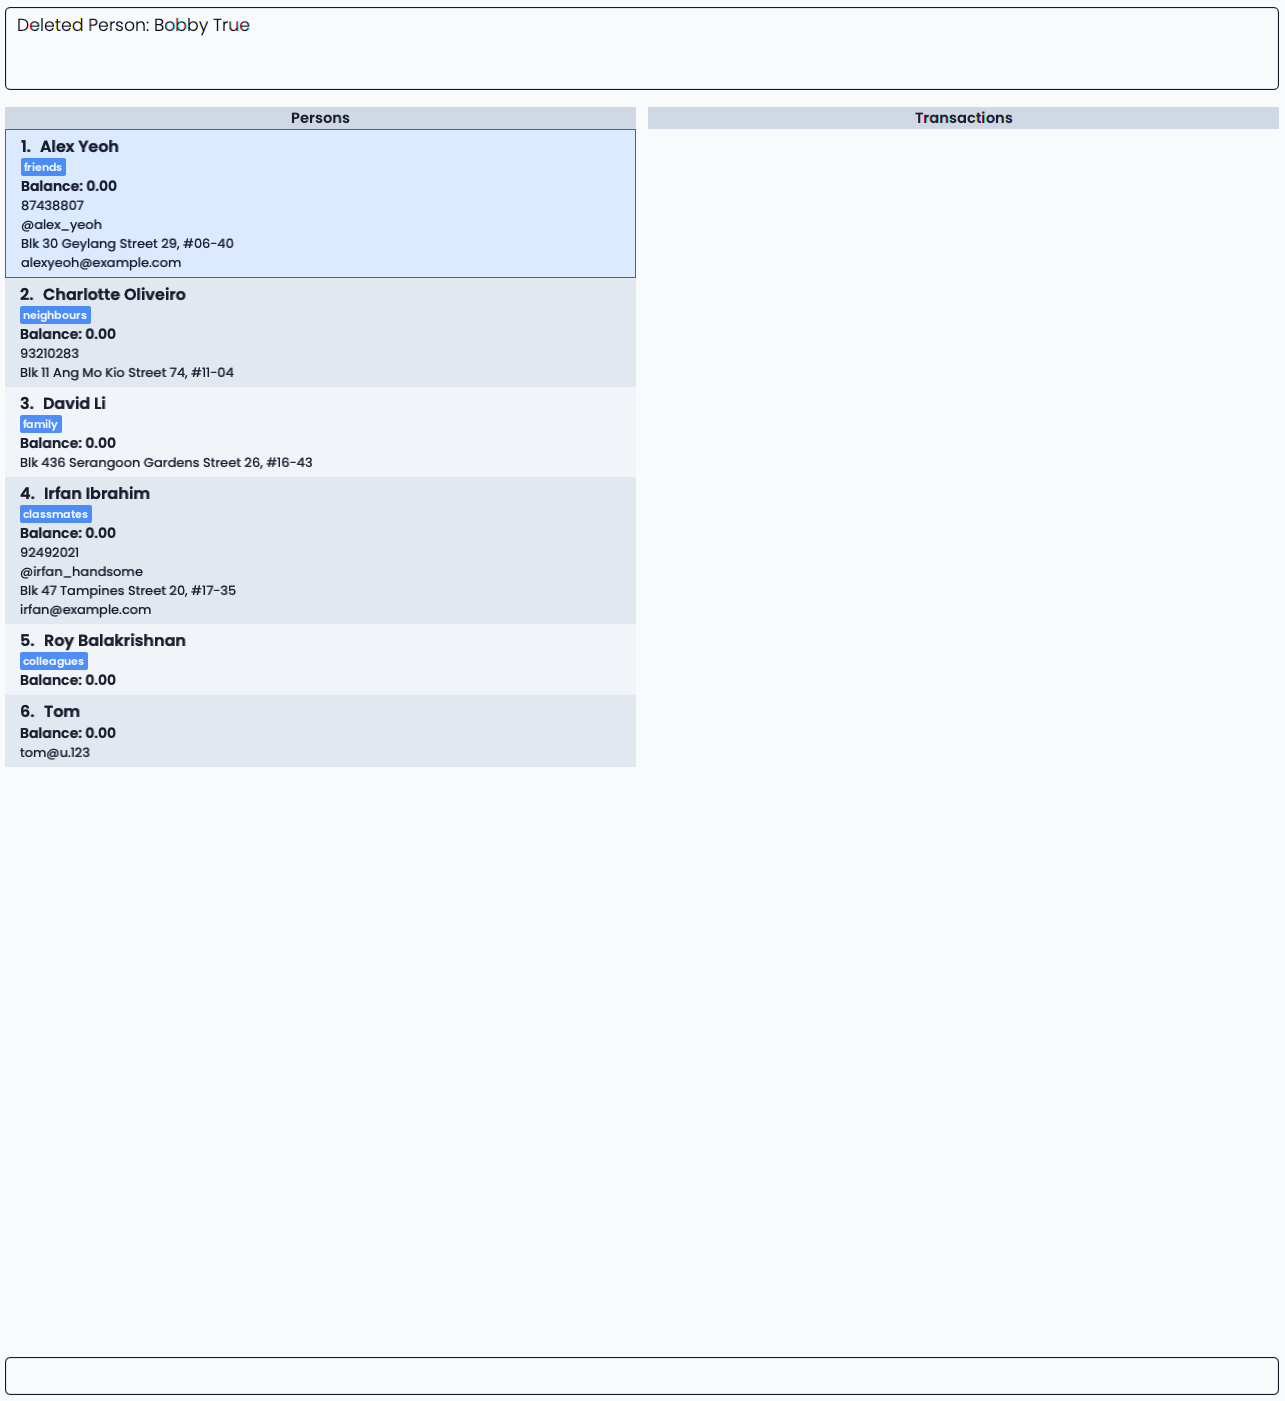 Deleted Person: Bobby True
Persons
1. Alex Yeoh
friends
Balance: 0.00
87438807
@alex_yeoh
Blk 30 Geylang Street 29, #06-40
alexyeoh@example.com
2. Charlotte Oliveiro
neighbours
Balance: 0.00
93210283
Blk 11 Ang Mo Kio Street 74, #11-04
3. David Li
family
Balance: 0.00
Blk 436 Serangoon Gardens Street 26, #16-43
4. Irfan Ibrahim
classmates
Balance: 0.00
92492021
@irfan_handsome
Blk 47 Tampines Street 20, #17-35
irfan@example.com
5. Roy Balakrishnan
colleagues
Balance: 0.00
6. Tom
Balance: 0.00
tom@u.123
Transactions